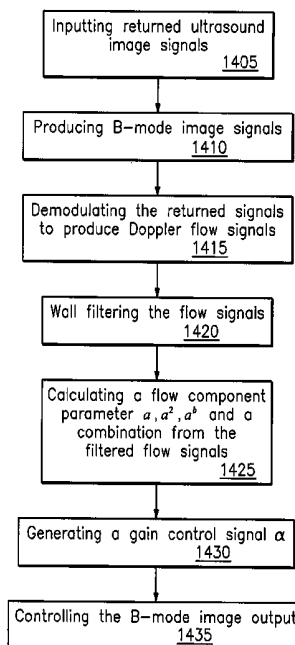 Inputting returned ultrasound
image signals
1405
Producing B-mode image signals
1410
Demodulating the returned signals
to produce Doppler flow signals
1415
Wall filtering the flow signals
1420
Calculating a flow component
parameter a, a², aᵇ and a
combination from the
filtered flow signals
1425
Generating a gain control signal α
1430
Controlling the B-mode image output
1435